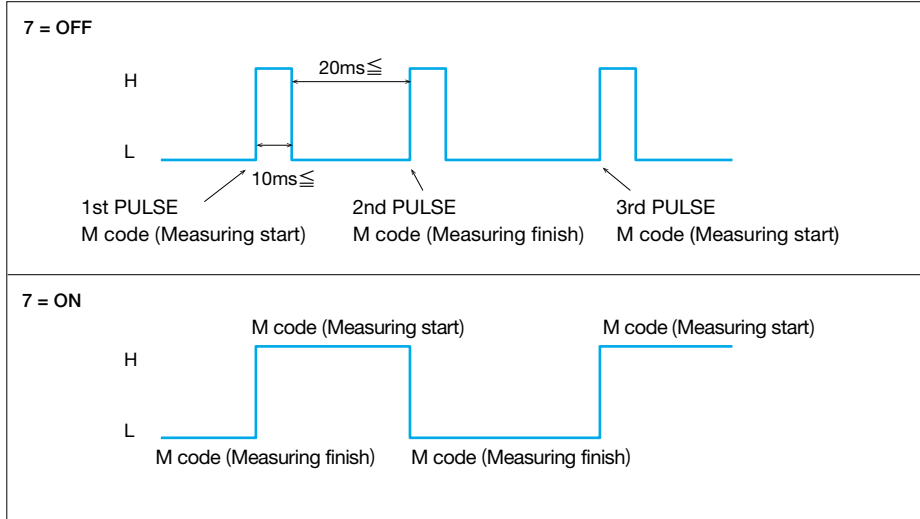 7 = OFF
H
20ms≦
L
10ms≦
1st PULSE
M code (Measuring start)
2nd PULSE
M code (Measuring finish)
3rd PULSE
M code (Measuring start)
7 = ON
M code (Measuring start)
M code (Measuring start)
H
L
M code (Measuring finish)
M code (Measuring finish)